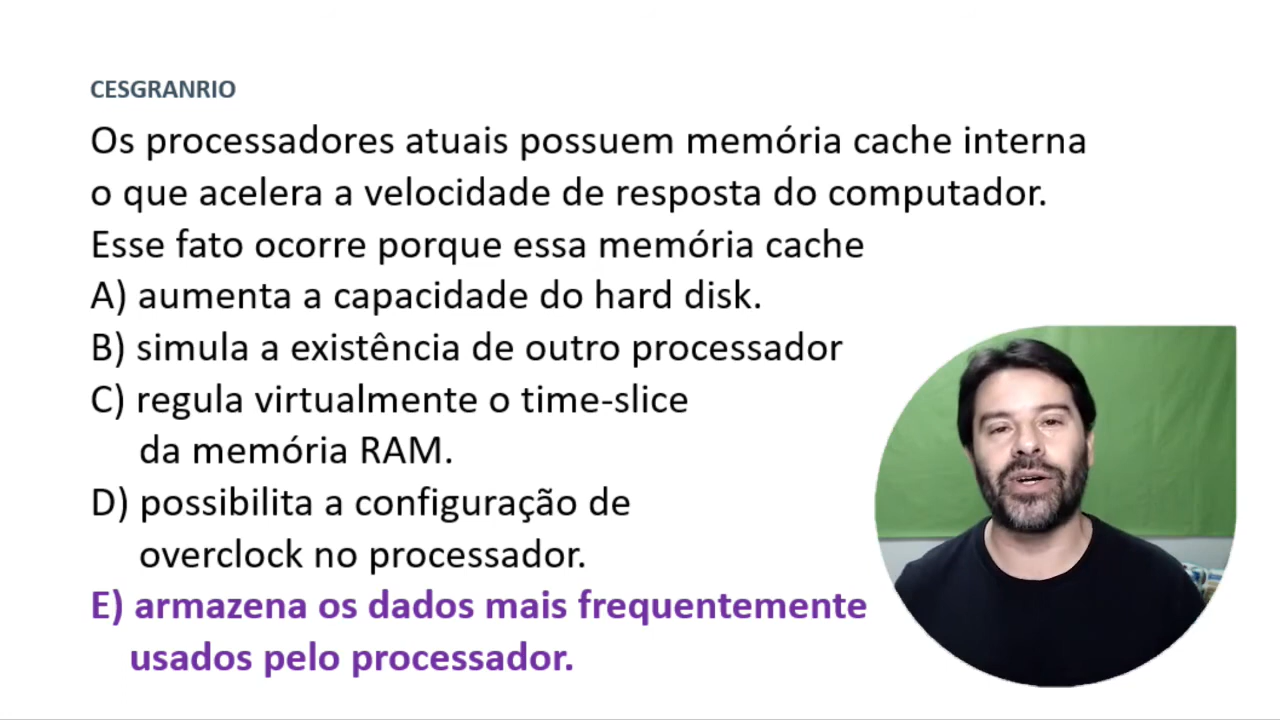 CESGRANRIO
Os processadores atuais possuem memória cache interna
o que acelera a velocidade de resposta do computador.
Esse fato ocorre porque essa memória cache
A) aumenta a capacidade do hard disk.
B) simula a existência de outro processador
C) regula virtualmente o time-slice
da memória RAM.
D) possibilita a configuração de
overclock no processador.
E) armazena os dados mais frequentemente
usados pelo processador.